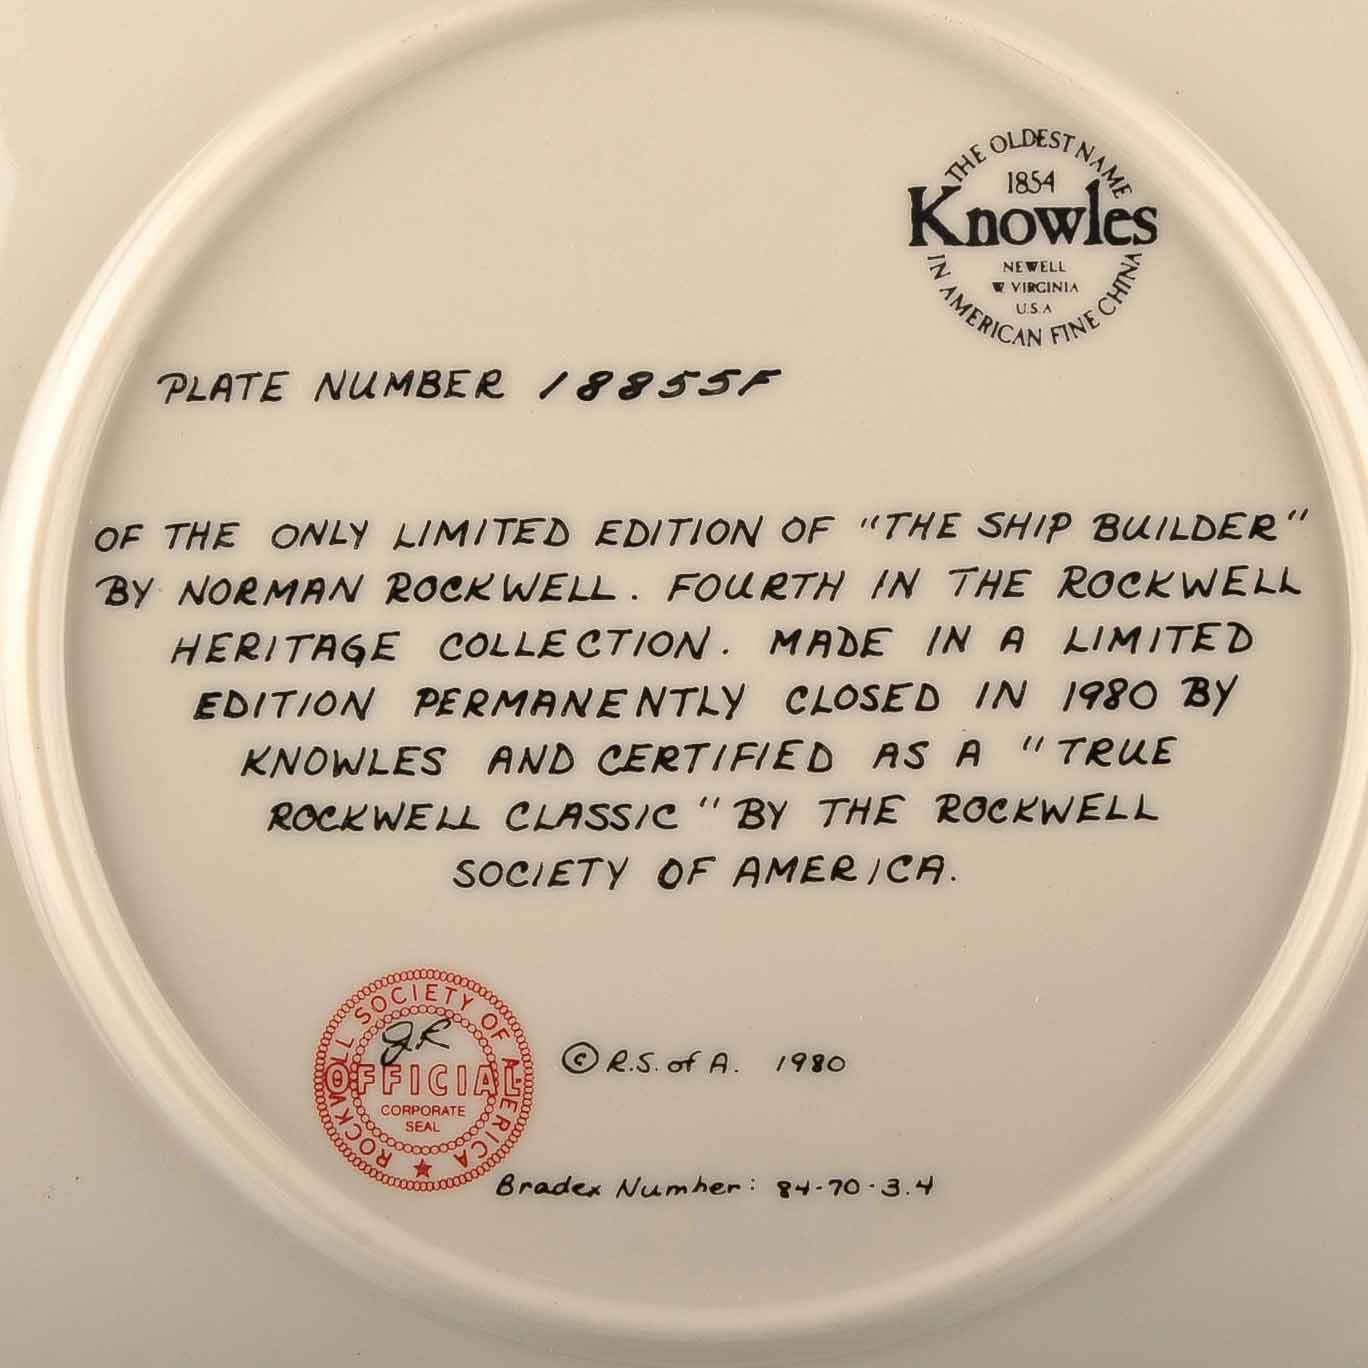 THE OLDEST NAME
1854
Knowles
NEWELL
W. VIRGINIA
U.S.A
IN AMERICAN FINE CHINA
PLATE NUMBER 18855F
OF THE ONLY LIMITED EDITION OF "THE SHIP BUILDER"
BY NORMAN ROCKWELL. FOURTH IN THE ROCKWELL
HERITAGE COLLECTION. MADE IN A LIMITED
EDITION PERMANENTLY CLOSED IN 1980 BY
KNOWLES AND CERTIFIED AS A "TRUE
ROCKWELL CLASSIC" BY THE ROCKWELL
SOCIETY OF AMERICA.
ROCKWELL SOCIETY OF AMERICA
JR
OFFICIAL
CORPORATE
SEAL
© R.S. of A. 1980
Bradex Number: 84-70-3.4